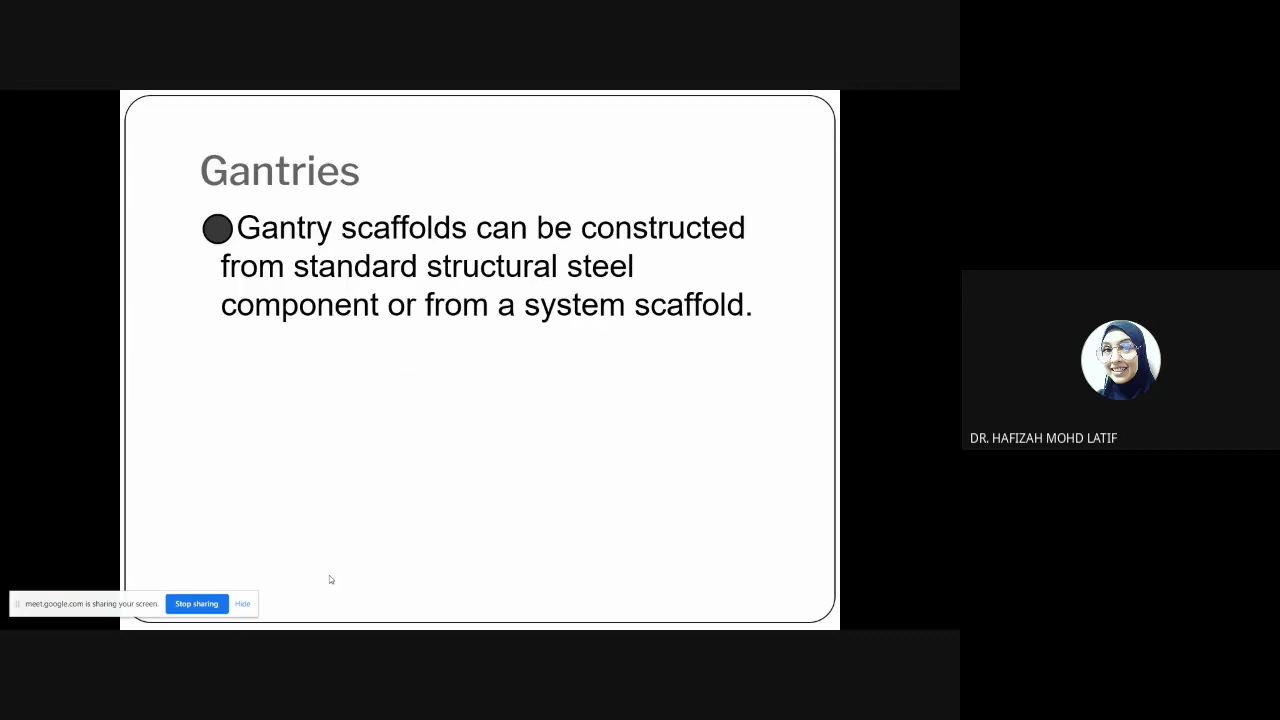 Gantries
Gantry scaffolds can be constructed
from standard structural steel
component or from a system scaffold.
meet.google.com is sharing your screen.
Stop sharing
Hide
DR. HAFIZAH MOHD LATIF